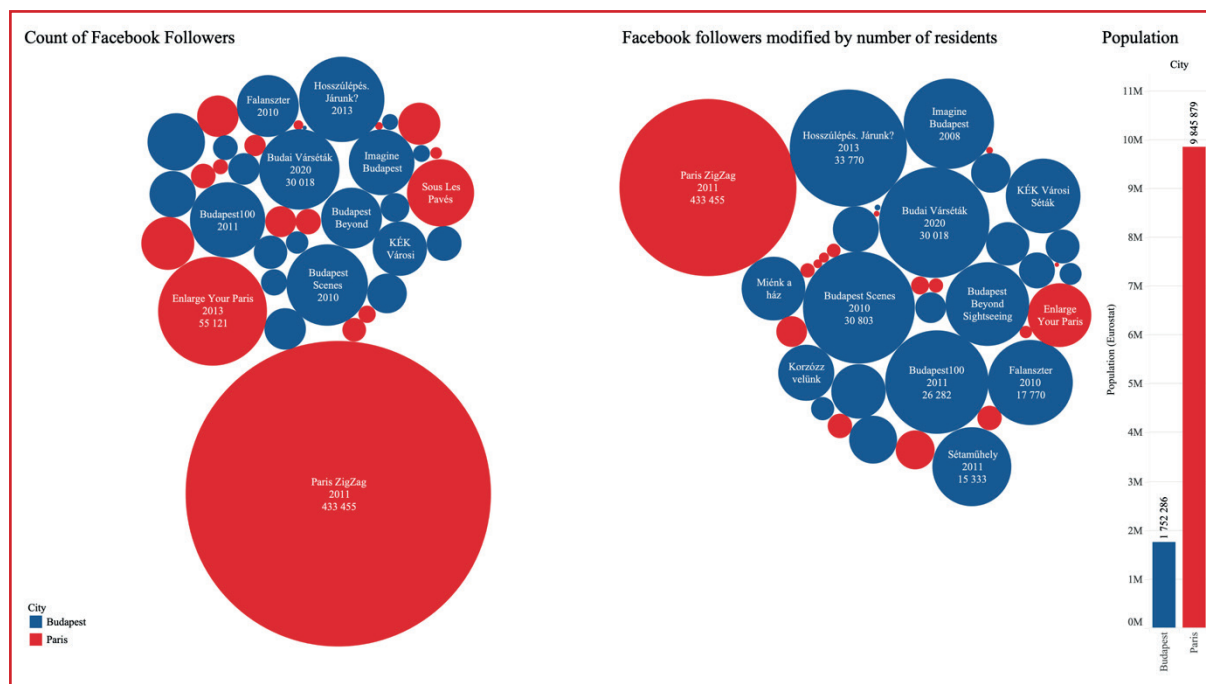 Count of Facebook Followers
Hosszúlépés.
Járunk?
2013
Falanszter
2010
Budai Várséták
2020
30 018
Imagine
Budapest
Sous Les
Pavés
Budapest100
2011
Budapest
Beyond
KÉK
Városi
Budapest
Scenes
2010
Enlarge Your Paris
2013
55 121
Paris ZigZag
2011
433 455
City
Budapest
Paris
Facebook followers modified by number of residents
Imagine
Budapest
2008
Hosszúlépés. Járunk?
2013
33 770
Paris ZigZag
2011
433 455
KÉK Városi
Séták
Budai Várséták
2020
30 018
Miénk a
ház
Budapest Scenes
2010
30 803
Budapest
Beyond
Sightseeing
Enlarge
Your Paris
Korzózz
velünk
Budapest100
2011
26 282
Falanszter
2010
17 770
Sétaműhely
2011
15 333
Population
City
11M
10M
9M
8M
7M
6M
5M
4M
3M
2M
1M
0M
Population (Eurostat)
1 752 286
9 845 879
Budapest
Paris